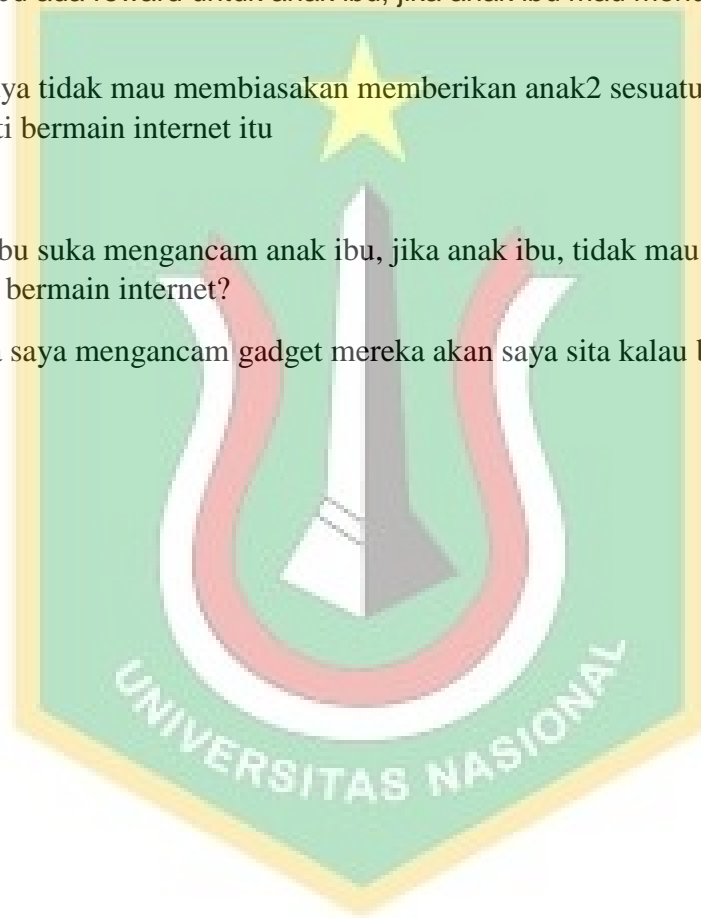 ada reward untuk anak ibu, jika anak ibu mau
ya tidak mau membiasakan memberikan anak2 sesuatu
ti bermain internet itu
bu suka mengancam anak ibu, jika anak ibu, tidak mau
bermain internet?
saya mengancam gadget mereka akan saya sita kalau
UNIVERSITAS NASIONAL